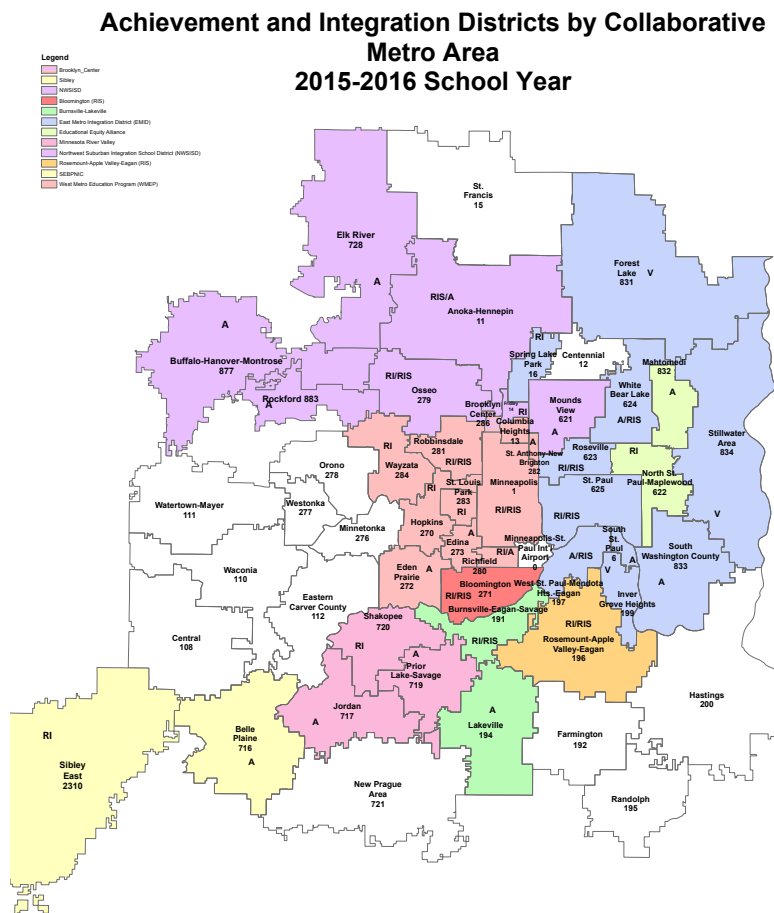 Achievement and Integration Districts by Collaborative
Metro Area
2015-2016 School Year
Legend
Brooklyn_Center
Sibley
NWSISD
Bloomington (RIS)
Burnsville-Lakeville
East Metro Integration District (EMID)
Educational Equity Alliance
Minnesota River Valley
Northwest Suburban Integration School District (NWSISD)
Rosemount-Apple Valley-Eagan (RIS)
SEBPNIC
West Metro Education Program (WMEP)
St.
Francis
15
Elk River
728
A
Forest
Lake V
831
RIS/A
Anoka-Hennepin
11
A
Buffalo-Hanover-Montrose
877
RI
Spring Lake
Park
16
Centennial
12
Mahtomedi
832
A
RI/RIS
Osseo
279
White
Bear Lake
624
A/RIS
Rockford 883
A
Brooklyn
Center
286
14
RI
Columbia
Heights
13
A
Mounds
View
621
A
St. Anthony-New
Brighton
282
Stillwater
Area
834
V
RI
Wayzata
284
Robbinsdale
281
RI/RIS
Roseville
623
RI/RIS
RI
North St.
Paul-Maplewood
622
Orono
278
Westonka
277
Minnetonka
276
Watertown-Mayer
111
RI
St. Louis
Park
283
RI
Minneapolis
1
RI/RIS
St. Paul
625
RI/RIS
Hopkins
270
A
Edina
273
RI/A
Richfield
280
Minneapolis-St.
Paul Int'l
Airport
0
South
St.
Paul
6
A
V
A/RIS
South
Washington County
833
A
Waconia
110
Eden
Prairie
272
A
Bloomington
271
RI/RIS
West St. Paul-Mendota
Hts.-Eagan
197
Inver
Grove Heights
199
Eastern
Carver County
112
Burnsville-Eagan-Savage
191
RI/RIS
Shakopee
720
RI
RI/RIS
Rosemount-Apple
Valley-Eagan
196
Central
108
A
Prior
Lake-Savage
719
Hastings
200
Jordan
717
A
A
Lakeville
194
Farmington
192
RI
Sibley
East
2310
Belle
Plaine
716
A
New Prague
Area
721
Randolph
195